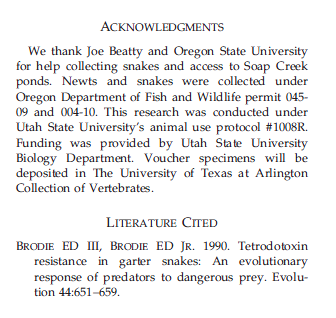 ACKNOWLEDGMENTS
We thank Joe Beatty and Oregon State University
for help collecting snakes and access to Soap Creek
ponds. Newts and snakes were collected under
Oregon Department of Fish and Wildlife permit 045-
09 and 004-10. This research was conducted under
Utah State University's animal use protocol #1008R.
Funding was provided by Utah State University
Biology Department. Voucher specimens will be
deposited in The University of Texas at Arlington
Collection of Vertebrates.
LITERATURE CITED
BRODIE ED III, BRODIE ED JR. 1990. Tetrodotoxin
resistance in garter snakes: An evolutionary
response of predators to dangerous prey. Evolu-
tion 44:651–659.